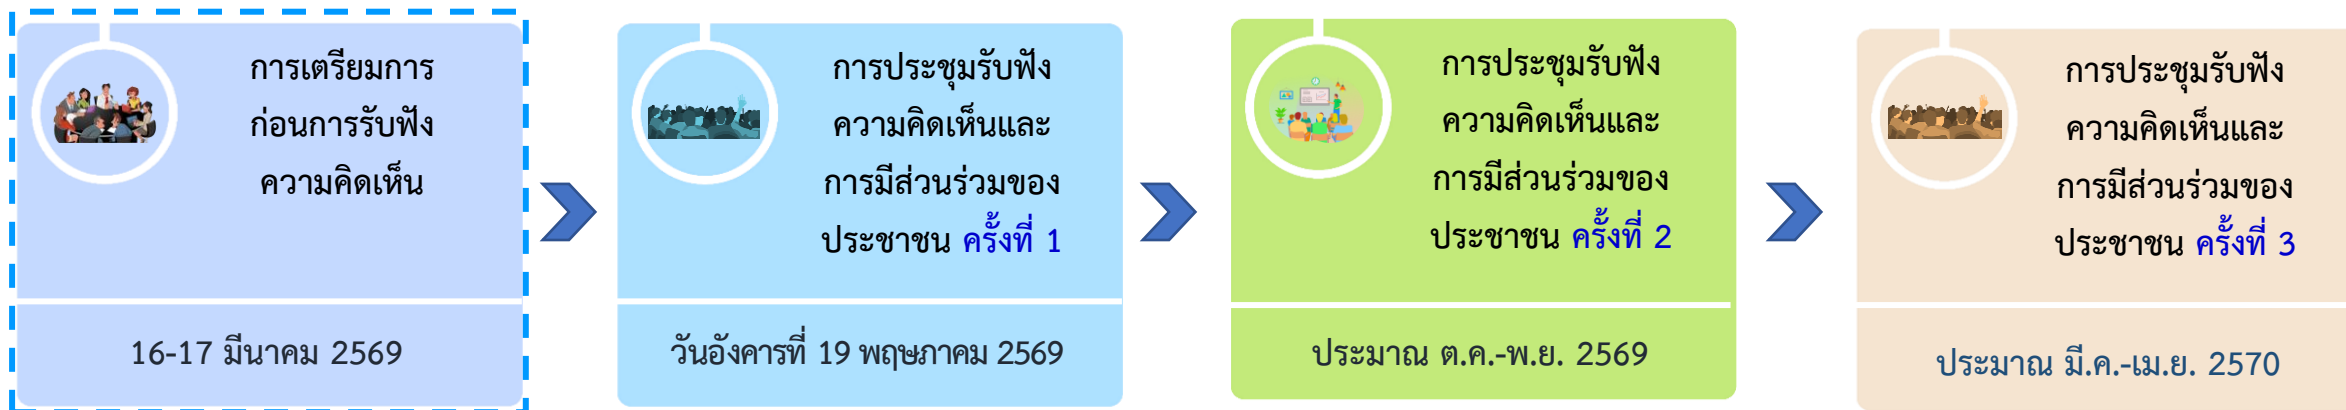 การเตรียมการ
ก่อนการรับฟัง
ความคิดเห็น
16-17 มีนาคม 2569
การประชุมรับฟัง
ความคิดเห็นและ
การมีส่วนร่วมของ
ประชาชน ครั้งที่ 1
วันอังคารที่ 19 พฤษภาคม 2569
การประชุมรับฟัง
ความคิดเห็นและ
การมีส่วนร่วมของ
ประชาชน ครั้งที่ 2
ประมาณ ต.ค.-พ.ย. 2569
การประชุมรับฟัง
ความคิดเห็นและ
การมีส่วนร่วมของ
ประชาชน ครั้งที่ 3
ประมาณ มี.ค.-เม.ย. 2570